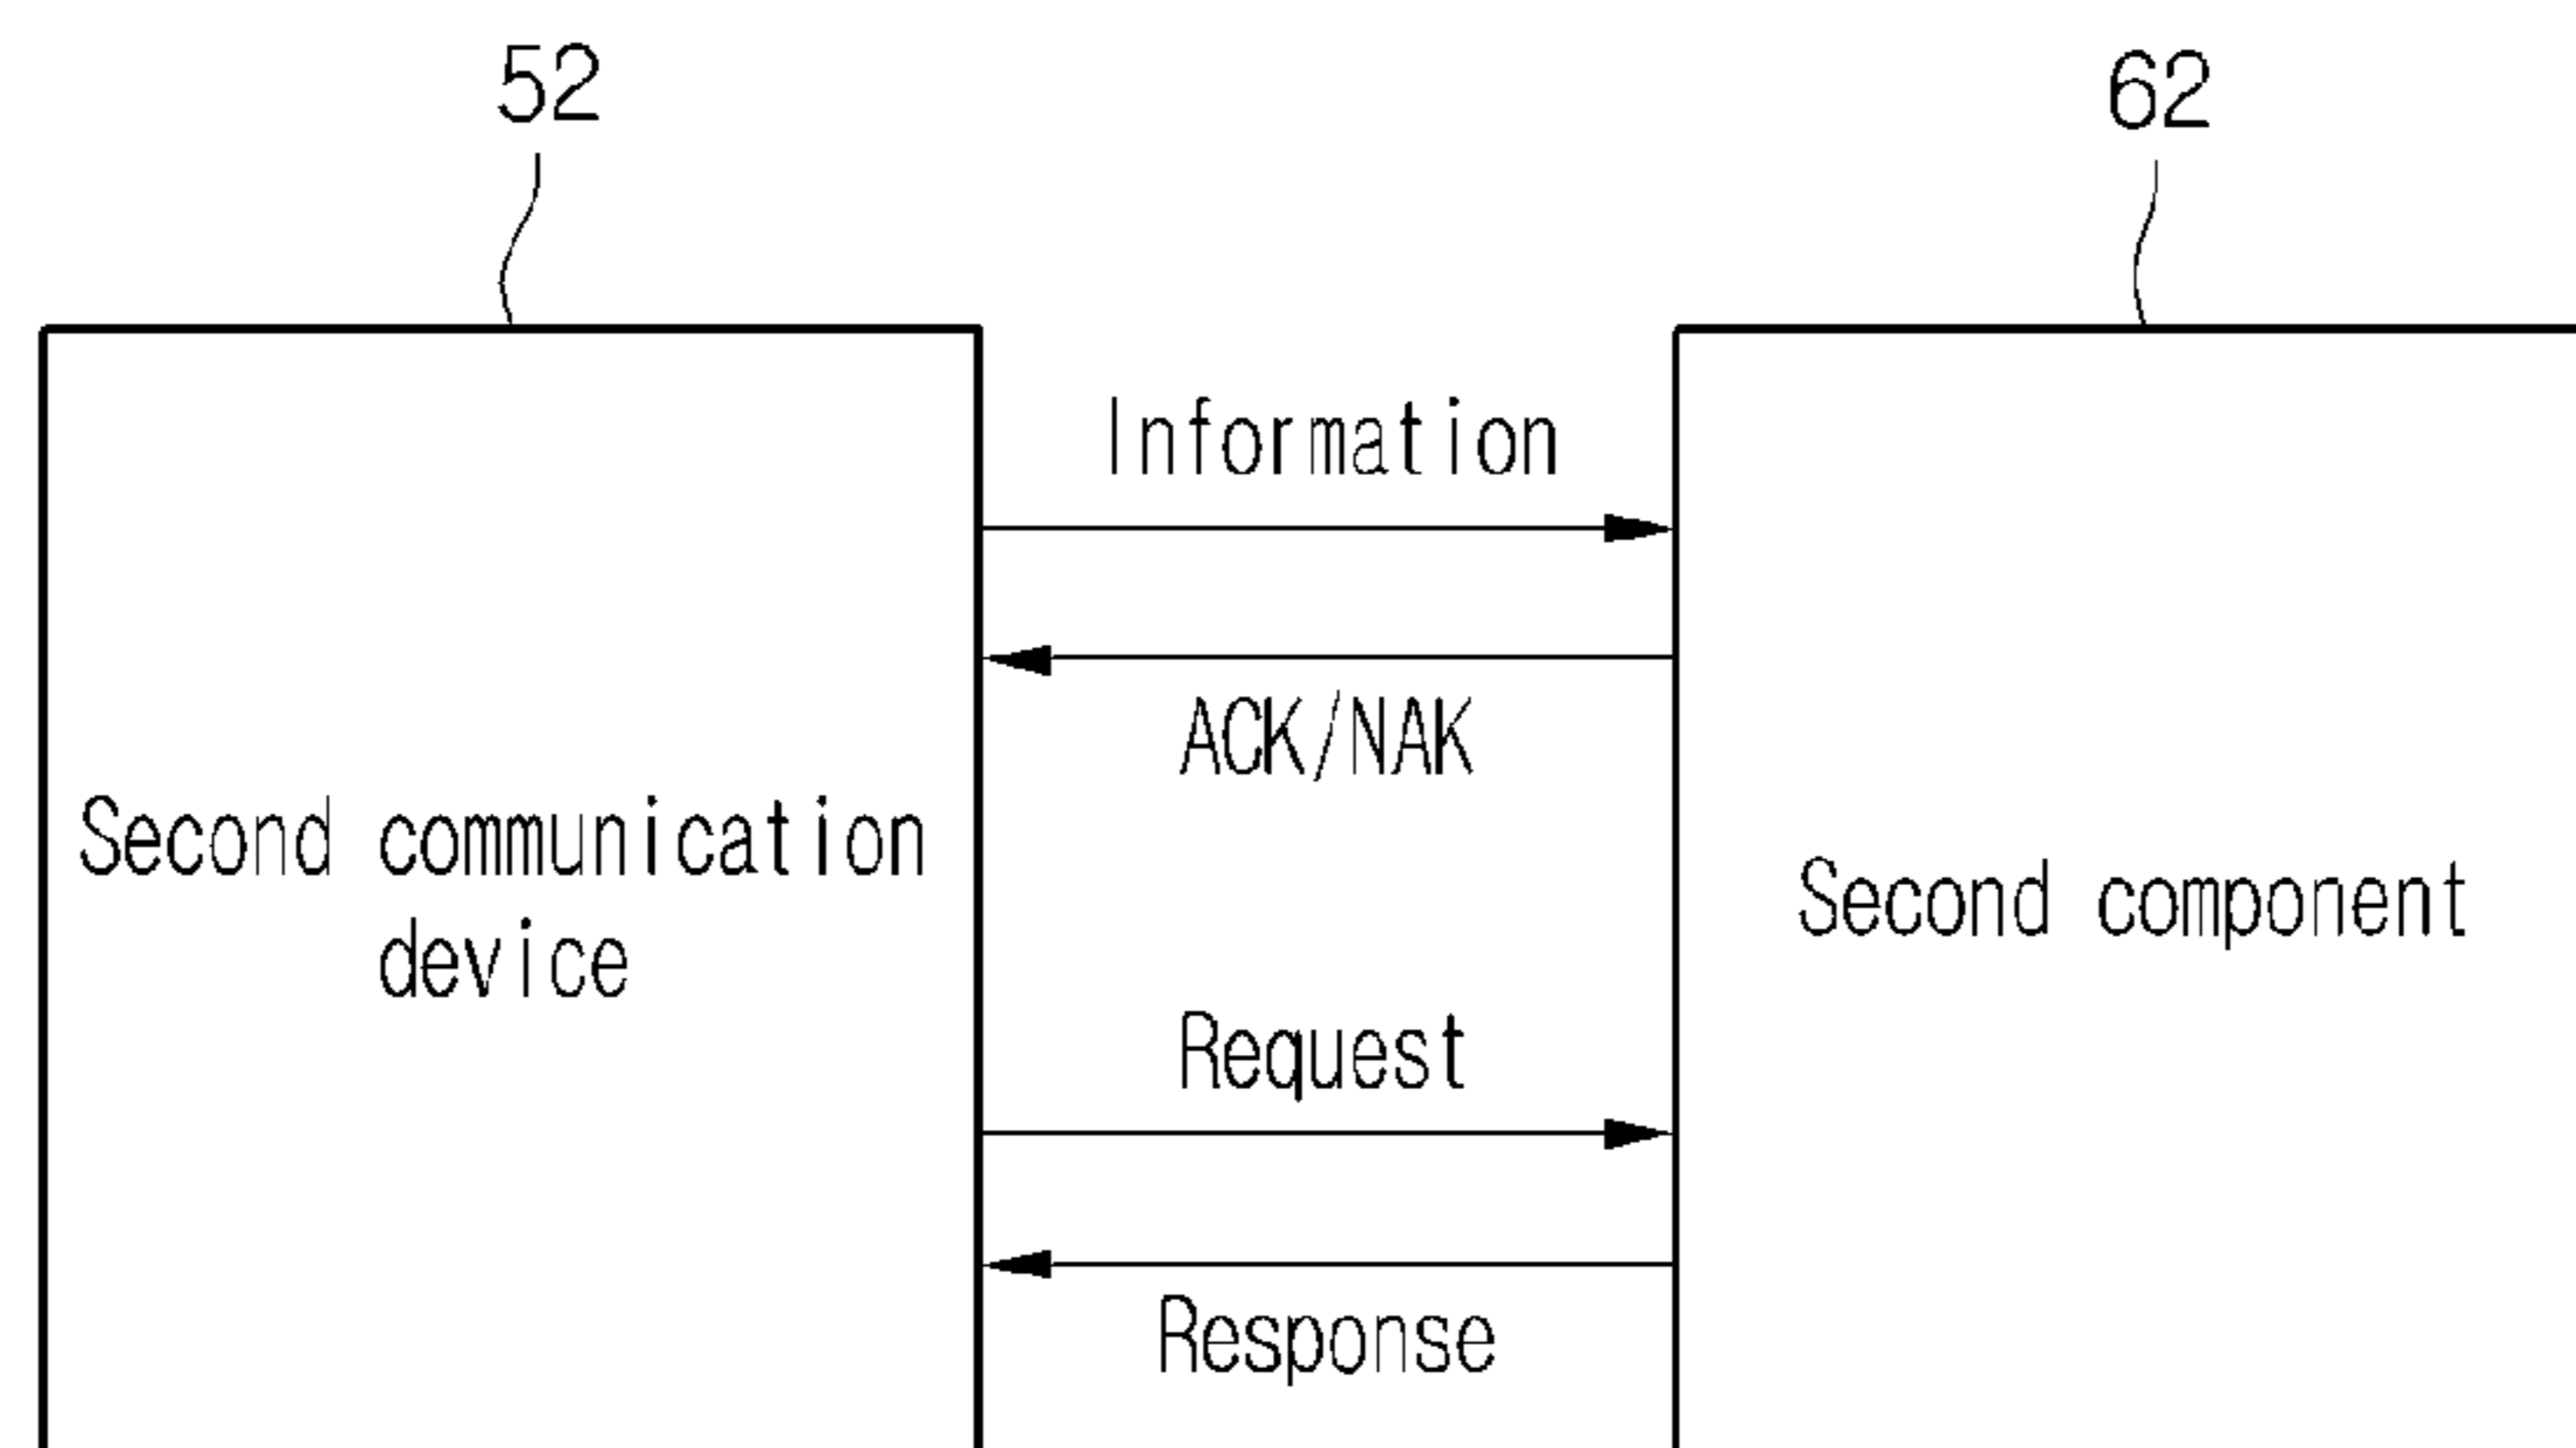 52
62
Information
ACK/NAK
Second communication
device
Second component
Request
Response